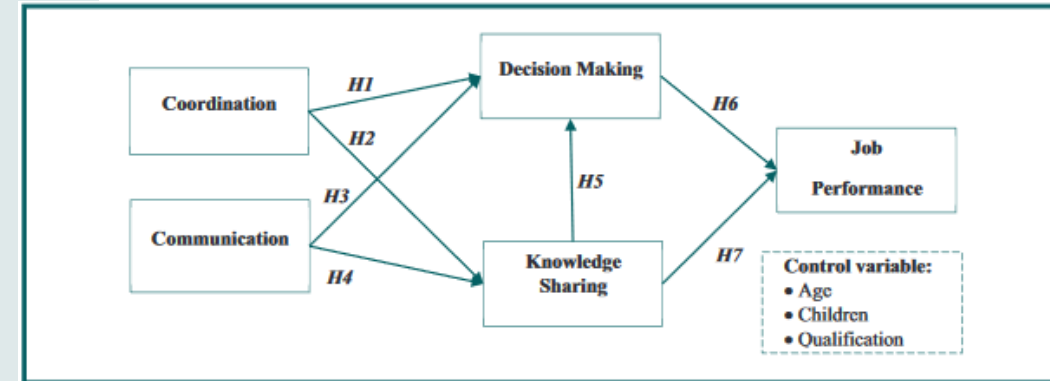 Decision Making
H1
H6
Coordination
H2
Job
Performance
H3
H5
Communication
H4
Knowledge
Sharing
H7
Control variable:
• Age
• Children
• Qualification